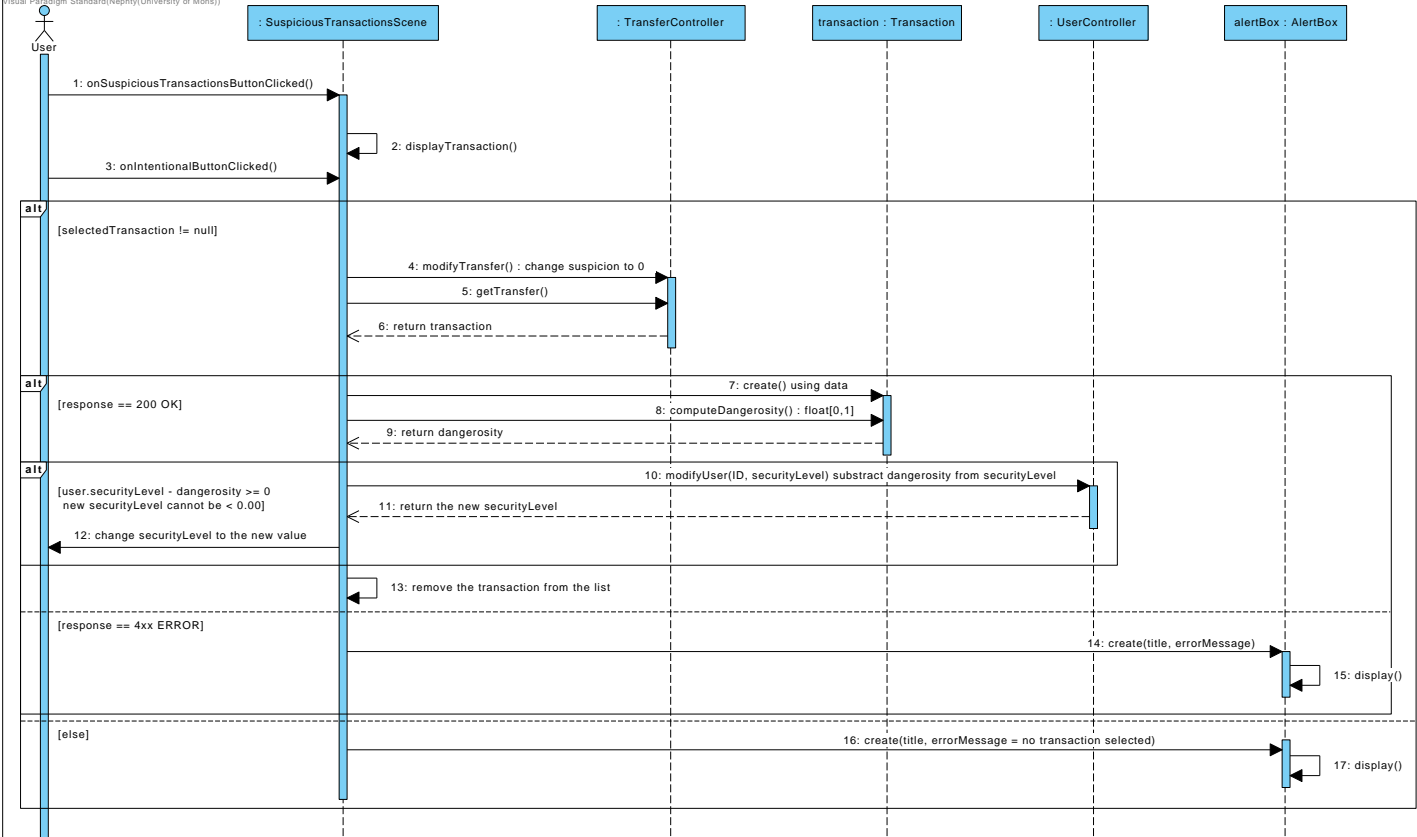 Visual Paradigm Standard(Nephty(University of Mons))
: SuspiciousTransactionsScene
: TransferController
transaction : Transaction
: UserController
alertBox : AlertBox
User
1: onSuspiciousTransactionsButtonClicked()
2: displayTransaction()
3: onIntentionalButtonClicked()
alt
[selectedTransaction != null]
4: modifyTransfer() : change suspicion to 0
5: getTransfer()
6: return transaction
alt
7: create() using data
[response == 200 OK]
8: computeDangerosity() : float[0,1]
9: return dangerosity
alt
10: modifyUser(ID, securityLevel) substract dangerosity from securityLevel
[user.securityLevel - dangerosity >= 0
new securityLevel cannot be < 0.00]
11: return the new securityLevel
12: change securityLevel to the new value
13: remove the transaction from the list
[response == 4xx ERROR]
14: create(title, errorMessage)
15: display()
[else]
16: create(title, errorMessage = no transaction selected)
17: display()